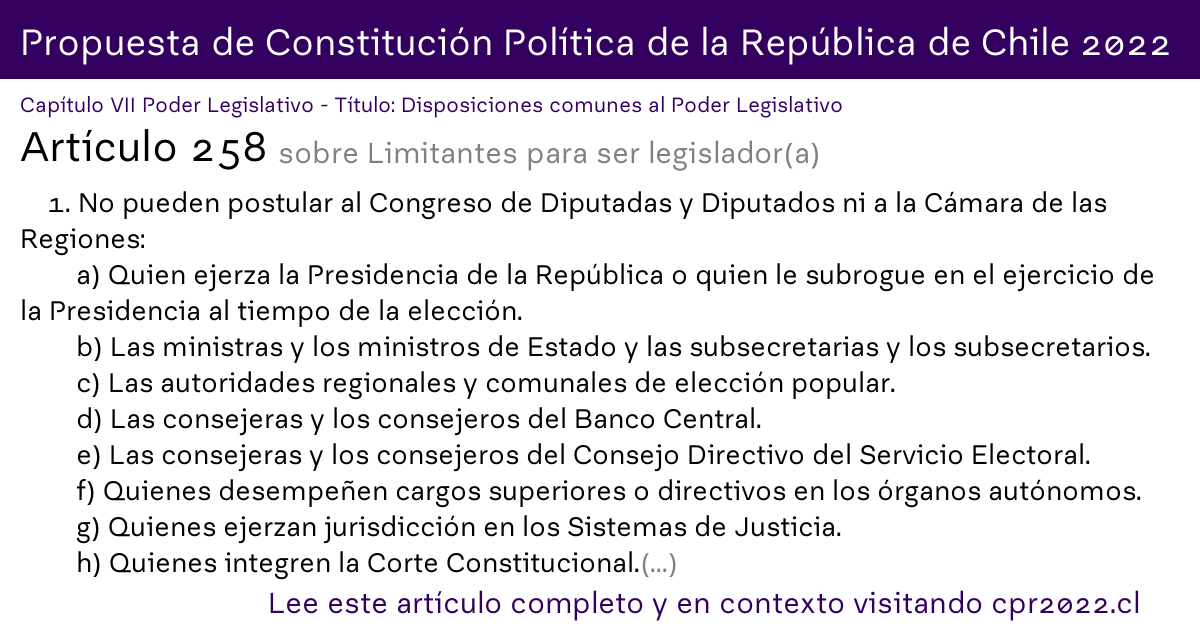 Propuesta de Constitución Política de la República de Chile 2022
Capítulo VII Poder Legislativo - Título: Disposiciones comunes al Poder Legislativo
Artículo 258 sobre Limitantes para ser legislador(a)
1. No pueden postular al Congreso de Diputadas y Diputados ni a la Cámara de las
Regiones:
a) Quien ejerza la Presidencia de la República o quien le subrogue en el ejercicio de
la Presidencia al tiempo de la elección.
b) Las ministras y los ministros de Estado y las subsecretarias y los subsecretarios.
c) Las autoridades regionales y comunales de elección popular.
d) Las consejeras y los consejeros del Banco Central.
e) Las consejeras y los consejeros del Consejo Directivo del Servicio Electoral.
f) Quienes desempeñen cargos superiores o directivos en los órganos autónomos.
g) Quienes ejerzan jurisdicción en los Sistemas de Justicia.
h) Quienes integren la Corte Constitucional.(...)
Lee este artículo completo y en contexto visitando cpr2022.cl